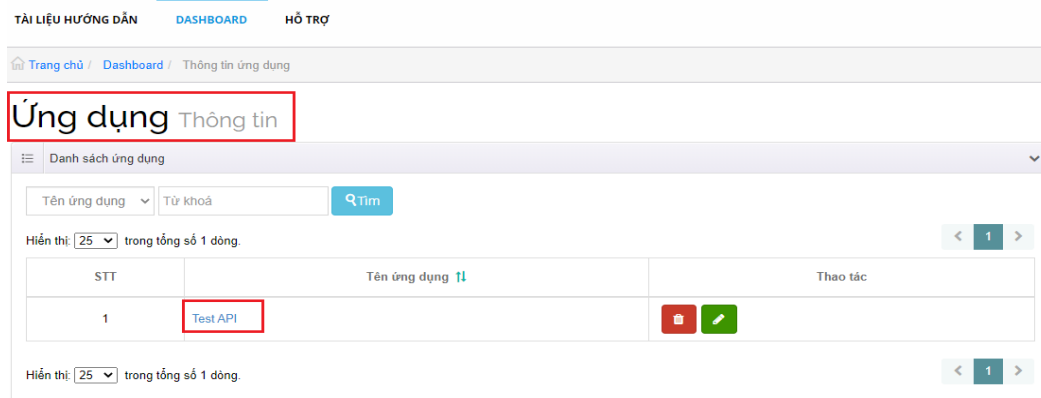 TÀI LIỆU HƯỚNG DẪN DASHBOARD HỖ TRỢ
Trang chủ / Dashboard / Thông tin ứng dụng
Ứng dụng Thông tin
Danh sách ứng dụng
Tên ứng dụng Từ khoá Tìm
Hiển thị: 25 trong tổng số 1 dòng. < 1 >
STT Tên ứng dụng Thao tác
1 Test API
Hiển thị: 25 trong tổng số 1 dòng. < 1 >